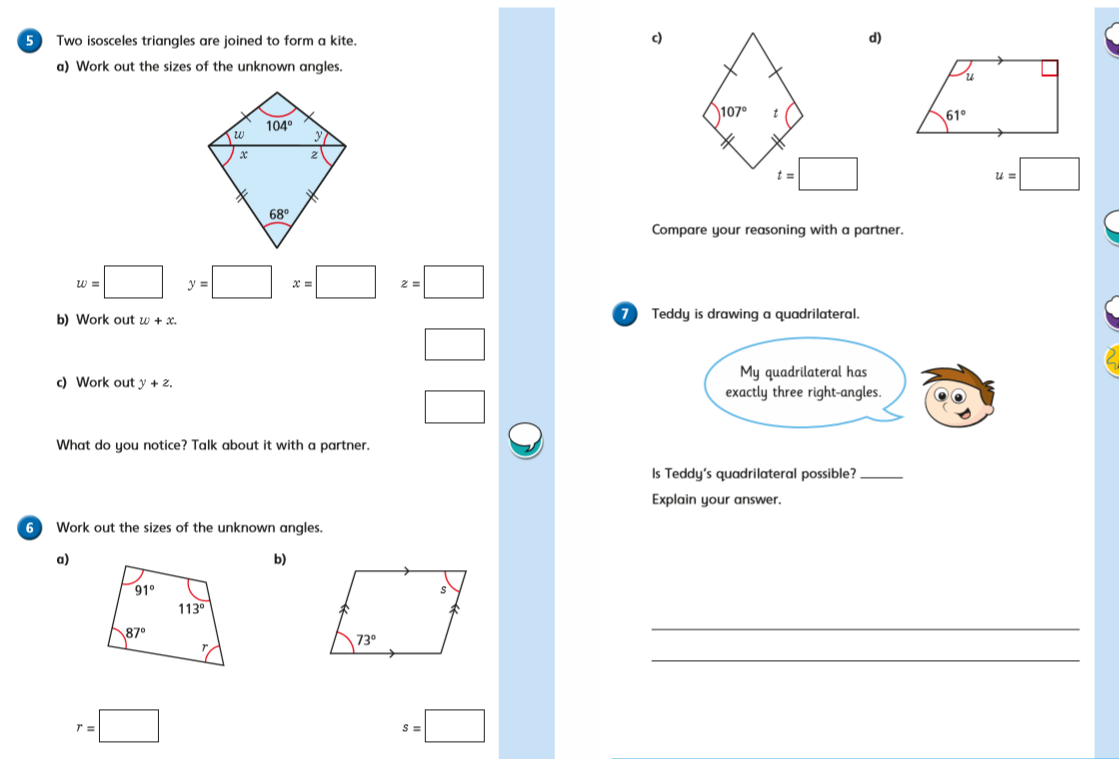 5 Two isosceles triangles are joined to form a kite.
a) Work out the sizes of the unknown angles.
104°
w
y
x
z
68°
w =
y =
x =
z =
b) Work out w + x.
c) Work out y + z.
What do you notice? Talk about it with a partner.
6 Work out the sizes of the unknown angles.
a)
91°
113°
87°
r
r =
b)
s
73°
s =
c)
107°
t
t =
d)
u
61°
u =
Compare your reasoning with a partner.
7 Teddy is drawing a quadrilateral.
My quadrilateral has
exactly three right-angles.
Is Teddy's quadrilateral possible? ______
Explain your answer.